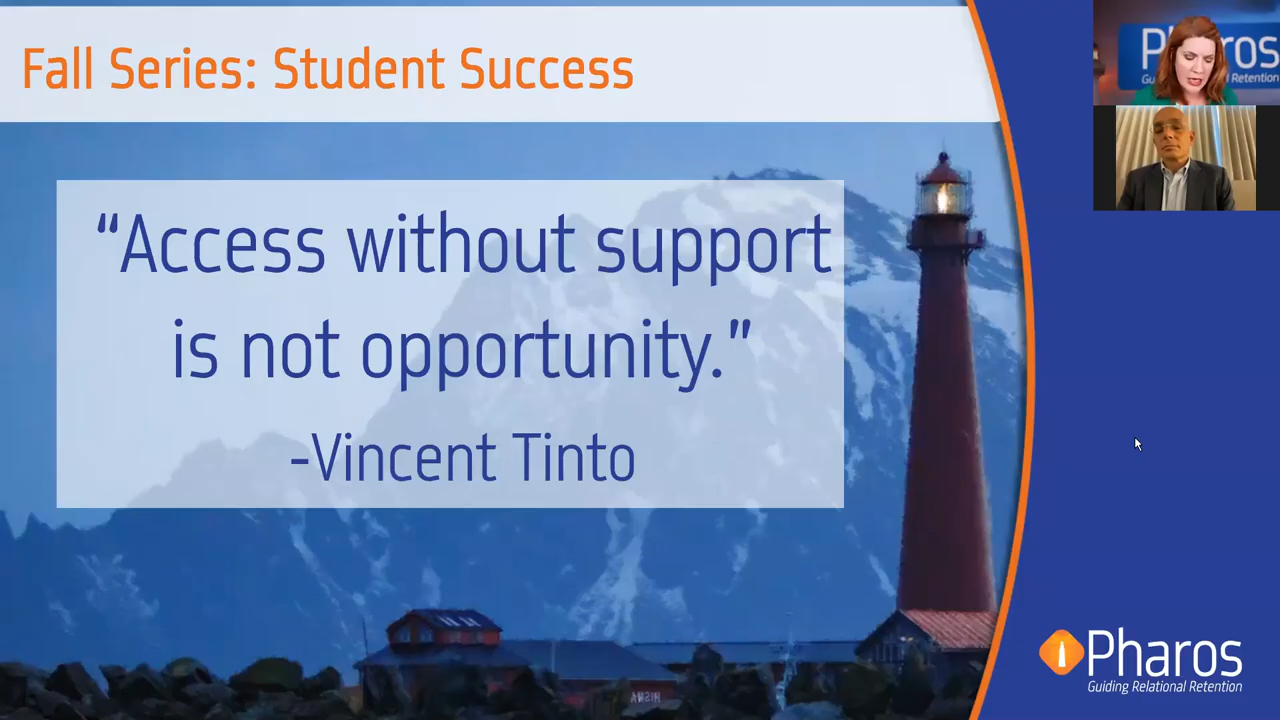 Fall Series: Student Success
“Access without support
is not opportunity.”
-Vincent Tinto
Pharos
Guiding Relational Retention